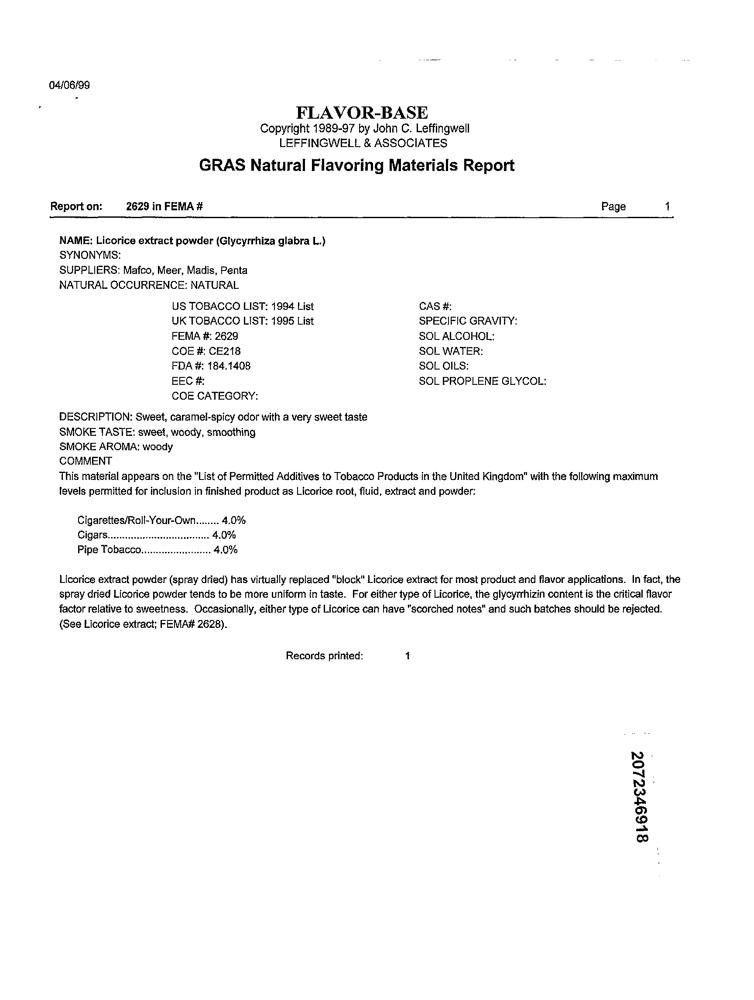 04/06/99
FLAVOR-BASE
Copyright 1989-97 by John C. Leffingwell
LEFFINGWELL & ASSOCIATES
GRAS Natural Flavoring Materials Report
Report on: 2629 in FEMA # Page 1
NAME: Licorice extract powder (Glycyrrhiza glabra L.)
SYNONYMS:
SUPPLIERS: Mafco, Meer, Madis, Penta
NATURAL OCCURRENCE: NATURAL
US TOBACCO LIST: 1994 List CAS #:
UK TOBACCO LIST: 1995 List SPECIFIC GRAVITY:
FEMA #: 2629 SOL ALCOHOL:
COE #: CE218 SOL WATER:
FDA #: 184.1408 SOL OILS:
EEC #: SOL PROPLENE GLYCOL:
COE CATEGORY:
DESCRIPTION: Sweet, caramel-spicy odor with a very sweet taste
SMOKE TASTE: sweet, woody, smoothing
SMOKE AROMA: woody
COMMENT
This material appears on the "List of Permitted Additives to Tobacco Products in the United Kingdom" with the following maximum
levels permitted for inclusion in finished product as Licorice root, fluid, extract and powder:
Cigarettes/Roll-Your-Own........ 4.0%
Cigars................................... 4.0%
Pipe Tobacco........................ 4.0%
Licorice extract powder (spray dried) has virtually replaced "block" Licorice extract for most product and flavor applications. In fact, the
spray dried Licorice powder tends to be more uniform in taste. For either type of Licorice, the glycyrrhizin content is the critical flavor
factor relative to sweetness. Occasionally, either type of Licorice can have "scorched notes" and such batches should be rejected.
(See Licorice extract; FEMA# 2628).
Records printed: 1
2072346918